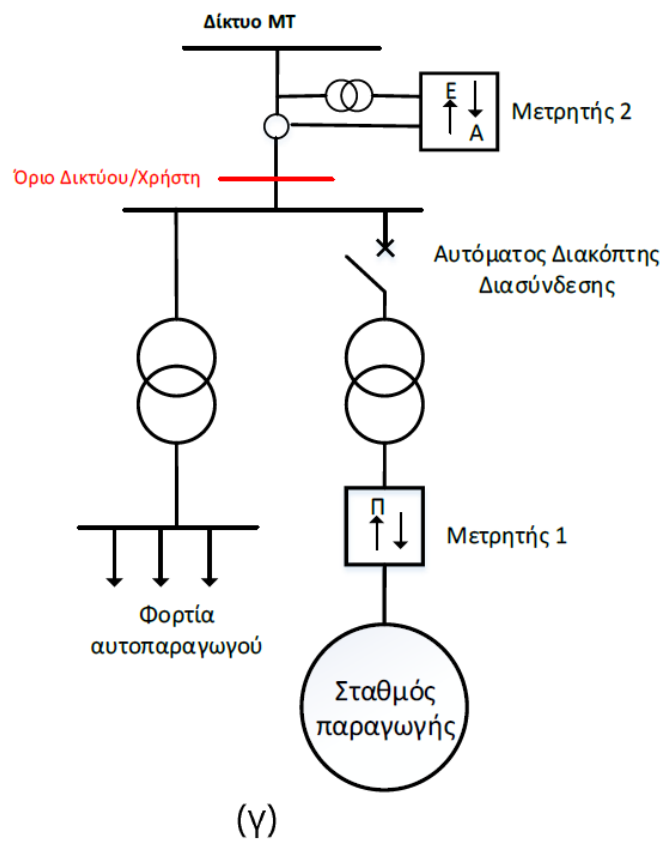 Δίκτυο ΜΤ
Ε
Α
Μετρητής 2
Όριο Δικτύου/Χρήστη
Αυτόματος Διακόπτης
Διασύνδεσης
Π
Μετρητής 1
Φορτία
αυτοπαραγωγού
Σταθμός
παραγωγής
(γ)